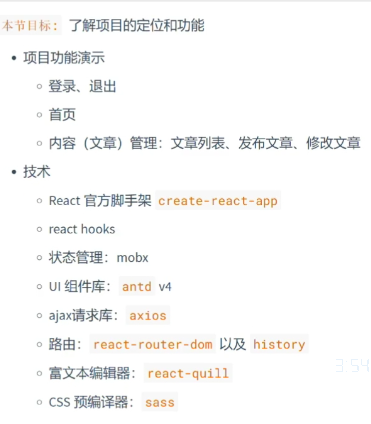 本节目标： 了解项目的定位和功能
项目功能演示
登录、退出
首页
内容（文章）管理：文章列表、发布文章、修改文章
技术
React 官方脚手架 create-react-app
react hooks
状态管理：mobx
UI 组件库：antd v4
ajax请求库：axios
路由：react-router-dom 以及 history
富文本编辑器：react-quill
CSS 预编译器：sass
3 54